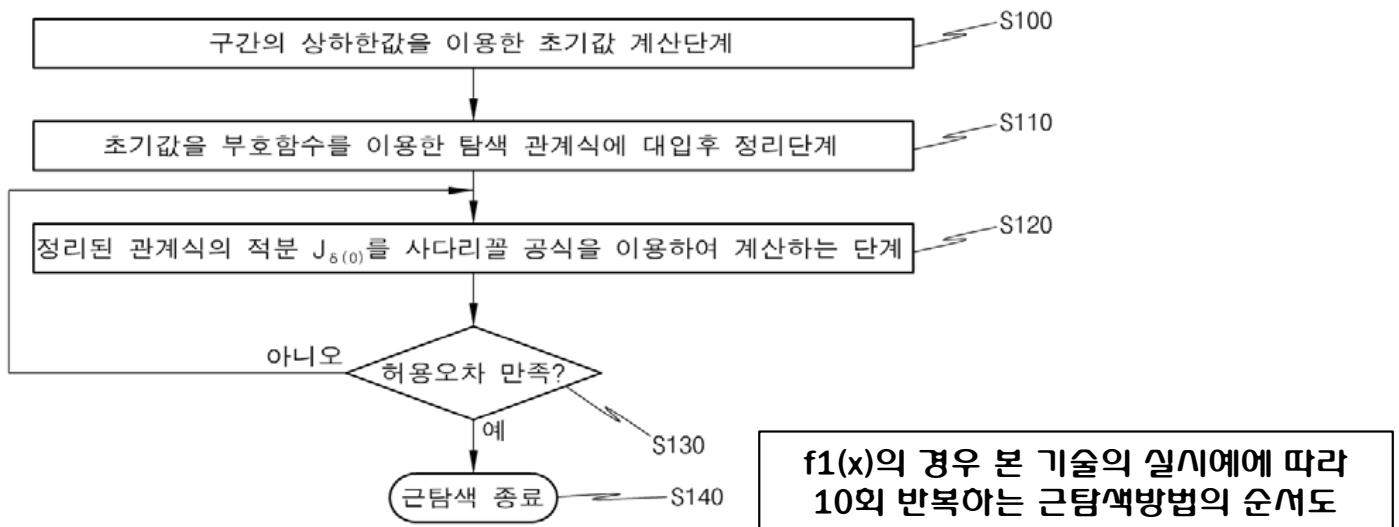 구간의 상하한값을 이용한 초기값 계산단계
S100
초기값을 부호함수를 이용한 탐색 관계식에 대입후 정리단계
S110
정리된 관계식의 적분 Jδ(0)를 사다리꼴 공식을 이용하여 계산하는 단계
S120
아니오
허용오차 만족?
S130
예
근탐색 종료
S140
f1(x)의 경우 본 기술의 실시예에 따라
10회 반복하는 근탐색방법의 순서도